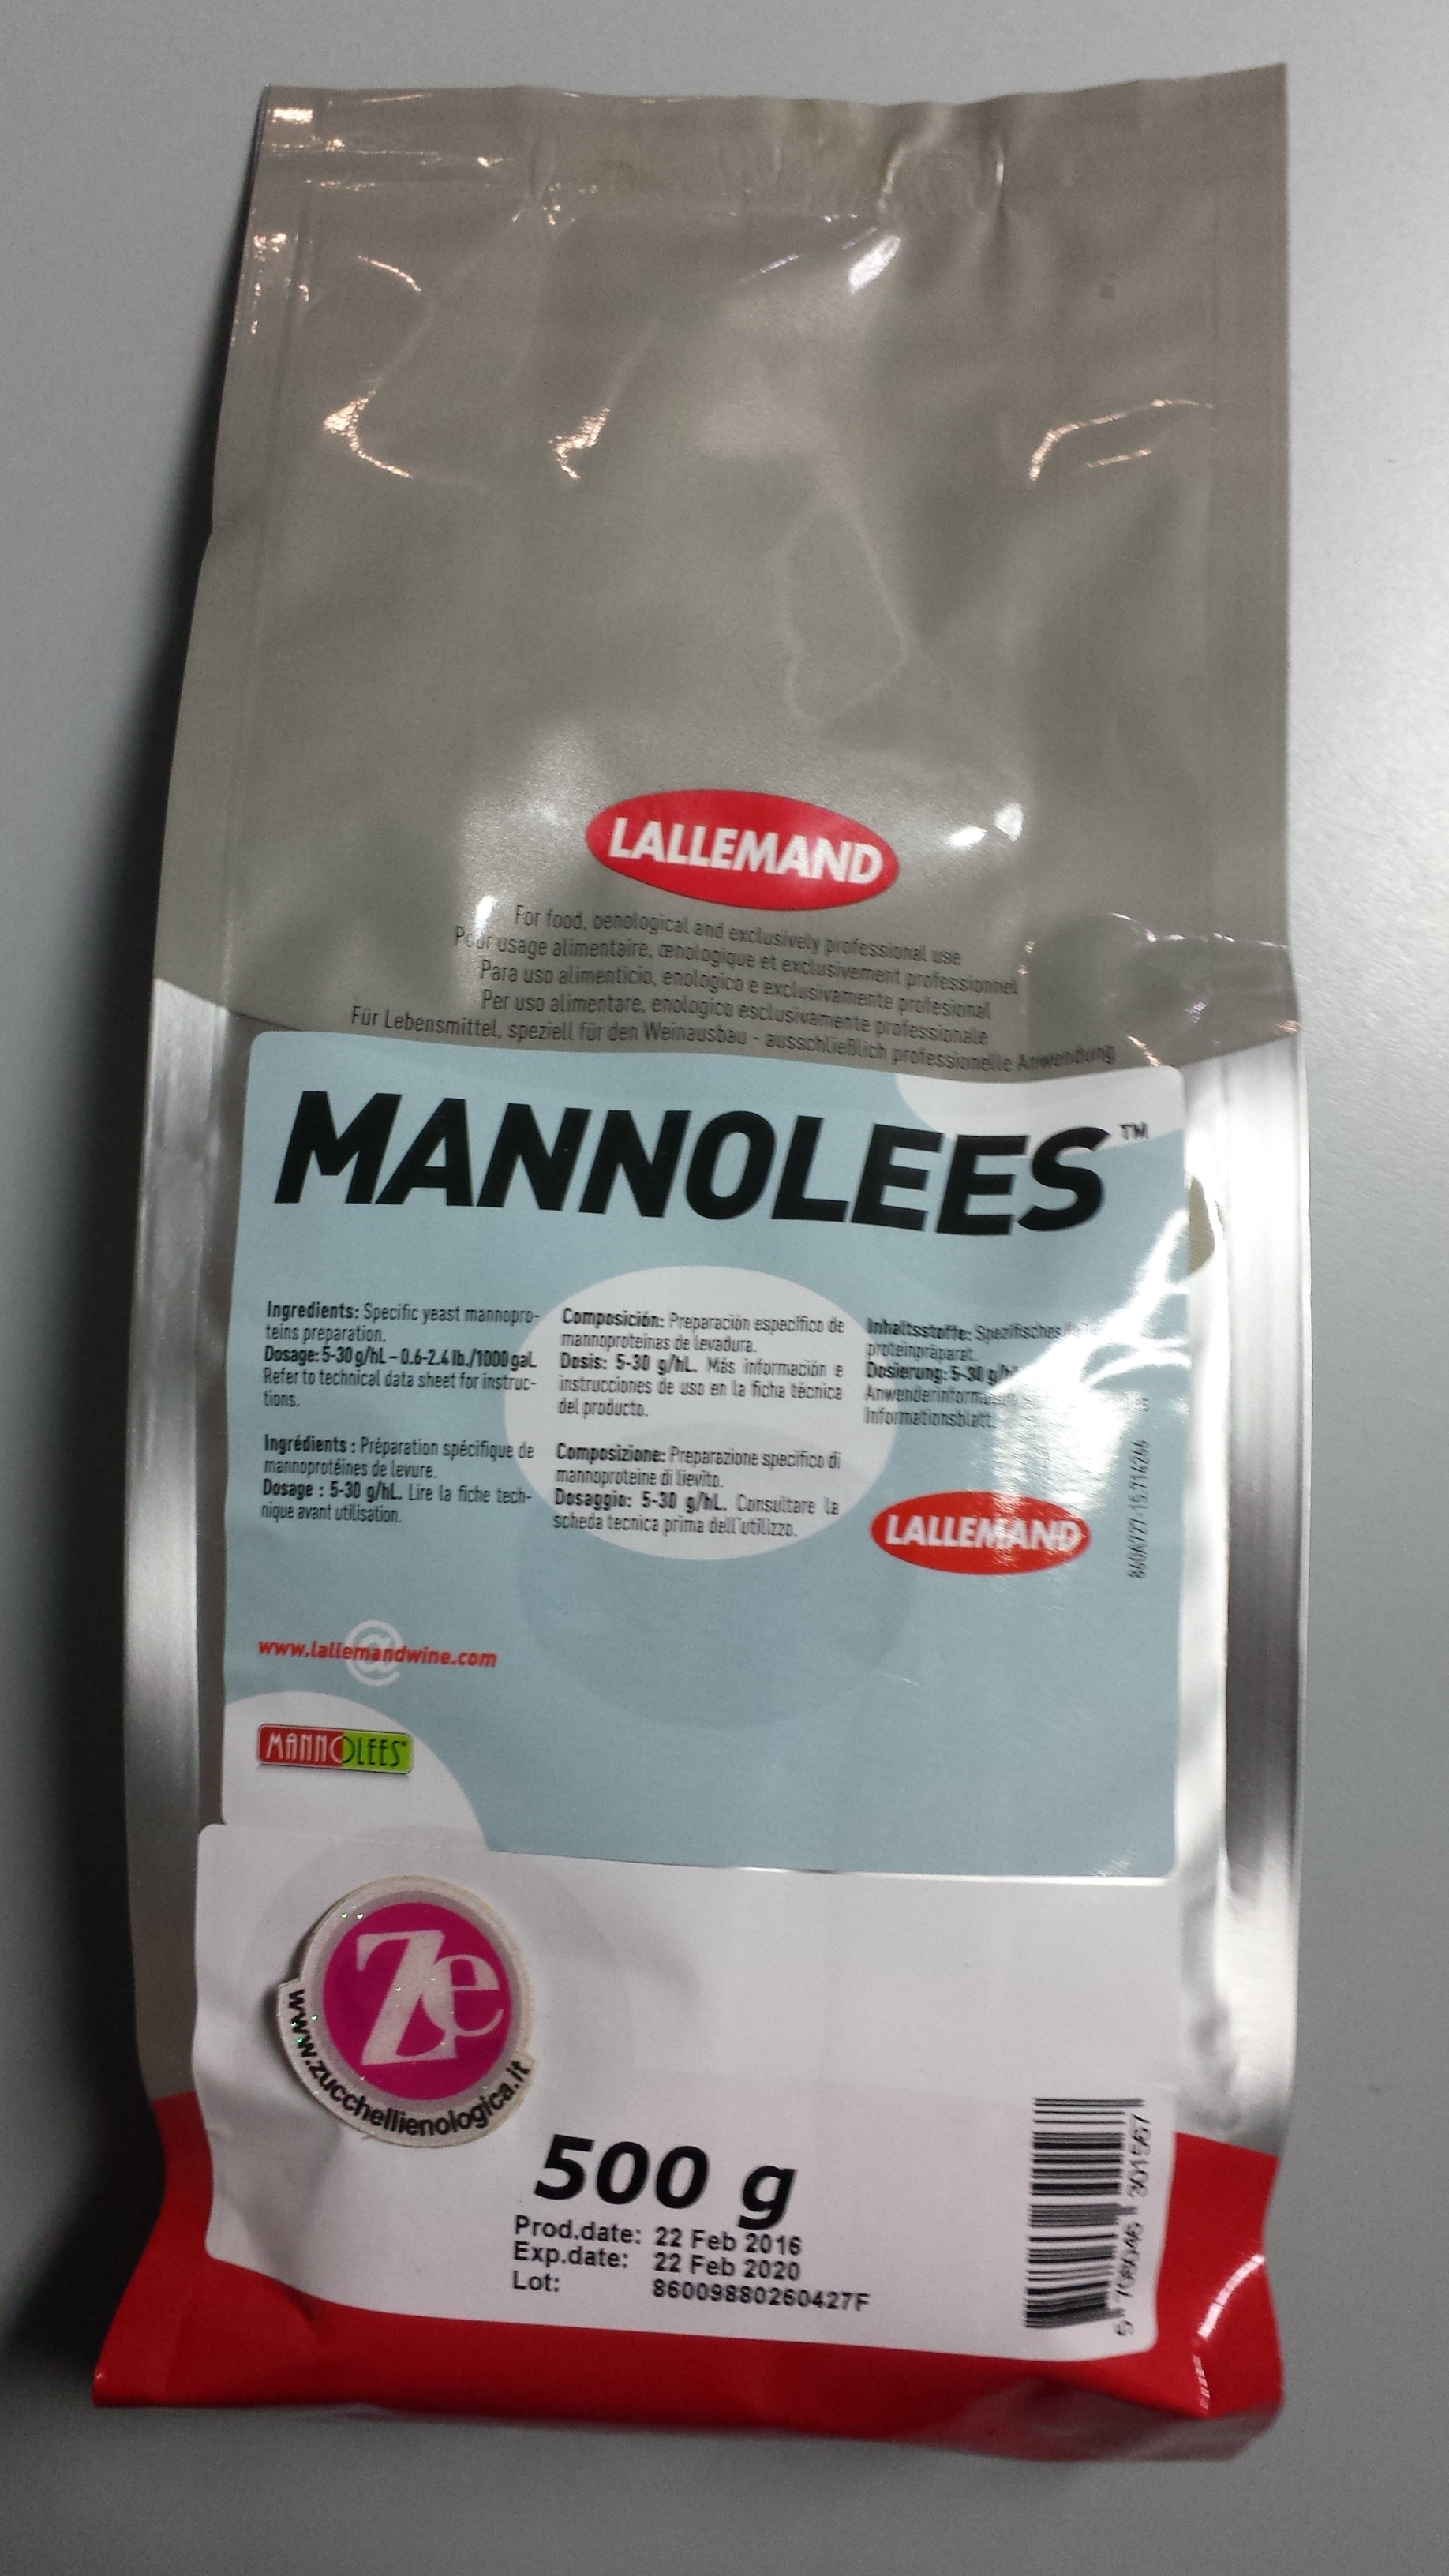 LALLEMAND
For food, oenological and exclusively professional use
Pour usage alimentaire, œnologique et exclusivement professionnel
Para uso alimenticio, enologico e exclusivamente profesional
Per uso alimentare, enologico esclusivamente professionale
Für Lebensmittel, speziell für den Weinausbau - ausschließlich professionelle Anwendung
MANNOLEES™
Ingredients: Specific yeast mannopro-
teins preparation.
Dosage: 5-30 g/hL – 0.6-2.4 lb./1000 gal.
Refer to technical data sheet for instruc-
tions.
Ingrédients : Préparation spécifique de
mannoprotéines de levure.
Dosage : 5-30 g/hL. Lire la fiche tech-
nique avant utilisation.
Composición: Preparación específico de
mannoproteínas de levadura.
Dosis: 5-30 g/hL. Más información e
instrucciones de uso en la ficha técnica
del producto.
Composizione: Preparazione specifico di
mannoproteine di lievito.
Dosaggio: 5-30 g/hL. Consultare la
scheda tecnica prima dell'utilizzo.
Inhaltsstoffe: Spezifisches
proteinpräparat.
Dosierung: 5-30 g/hL
Informationsblatt.
LALLEMAND
www.lallemandwine.com
MANNOLEES™
Ze
www.zucchellienologica.it
500 g
Prod.date: 22 Feb 2016
Exp.date: 22 Feb 2020
Lot: 86009880260427F